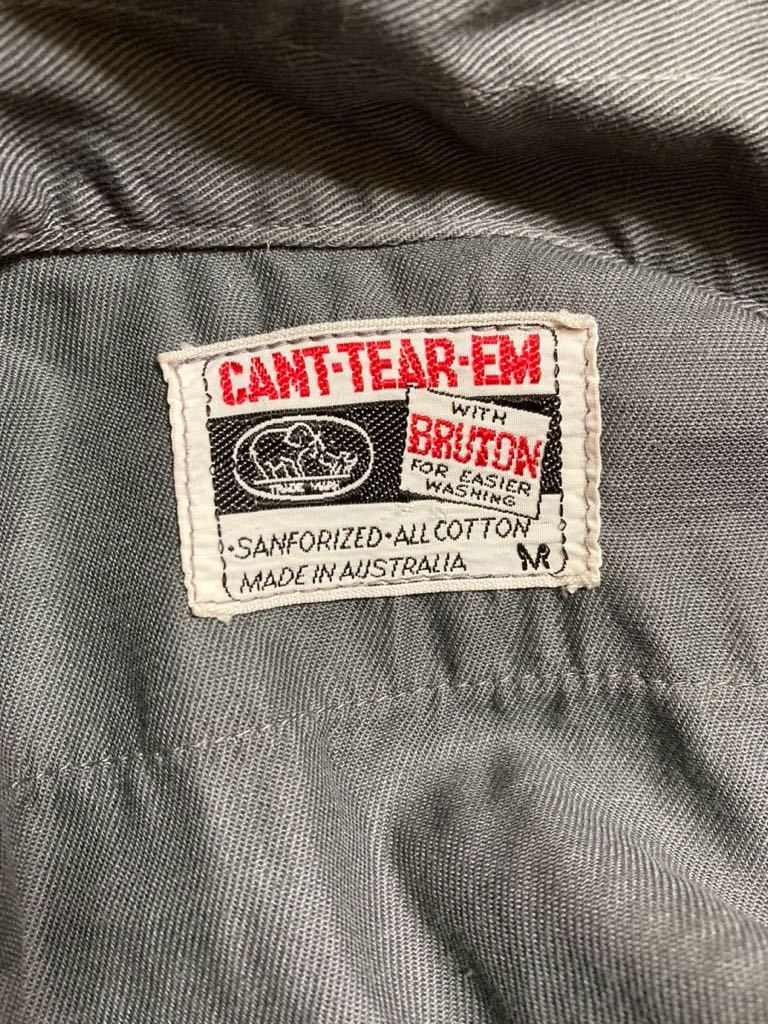 CANT-TEAR-EM
WITH
BRUTON
FOR EASIER
WASHING
TRADE MARK
•SANFORIZED•ALL COTTON
MADE IN AUSTRALIA
M